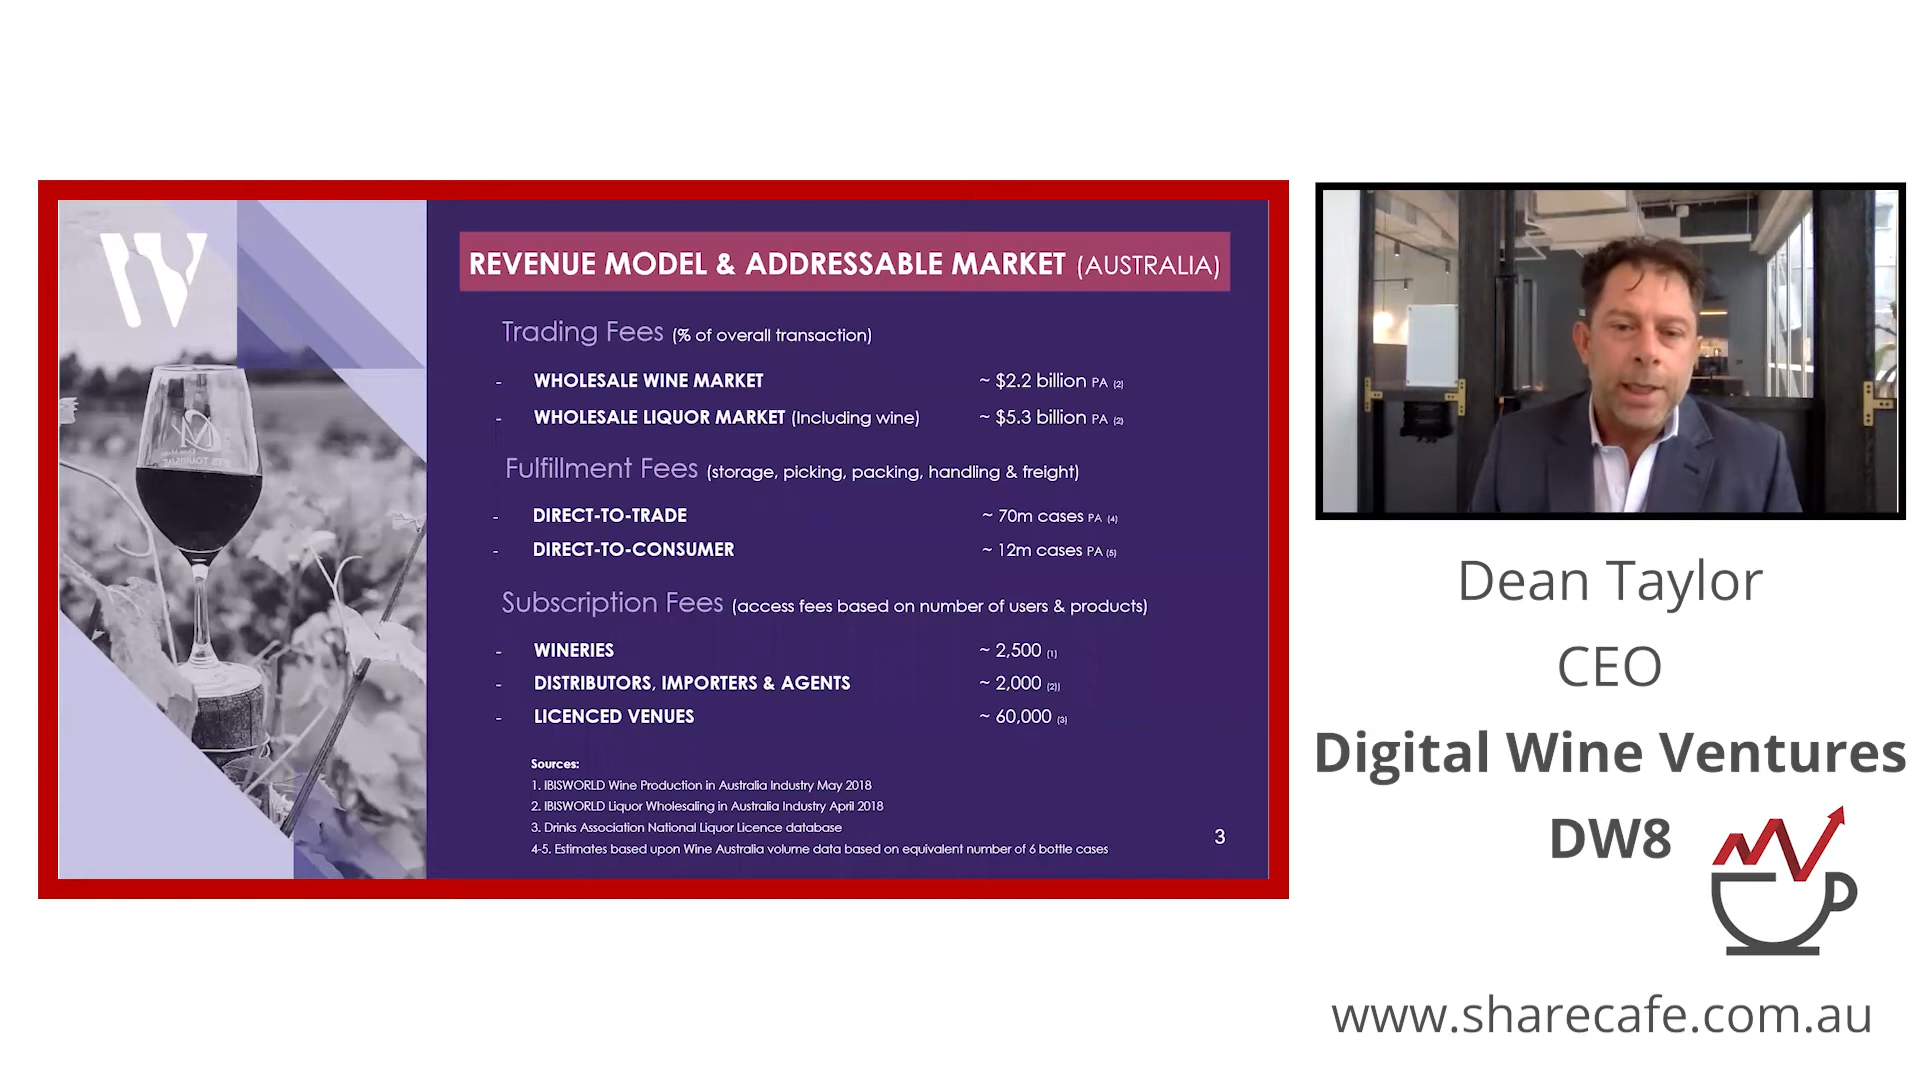 REVENUE MODEL & ADDRESSABLE MARKET (AUSTRALIA)
Trading Fees (% of overall transaction)
- WHOLESALE WINE MARKET ~ $2.2 billion PA (2)
- WHOLESALE LIQUOR MARKET (Including wine) ~ $5.3 billion PA (2)
Fulfillment Fees (storage, picking, packing, handling & freight)
- DIRECT-TO-TRADE ~ 70m cases PA (4)
- DIRECT-TO-CONSUMER ~ 12m cases PA (5)
Subscription Fees (access fees based on number of users & products)
- WINERIES ~ 2,500 (1)
- DISTRIBUTORS, IMPORTERS & AGENTS ~ 2,000 (2))
- LICENCED VENUES ~ 60,000 (3)
Sources:
1. IBISWORLD Wine Production in Australia Industry May 2018
2. IBISWORLD Liquor Wholesaling in Australia Industry April 2018
3. Drinks Association National Liquor Licence database
4-5. Estimates based upon Wine Australia volume data based on equivalent number of 6 bottle cases
3
Dean Taylor
CEO
Digital Wine Ventures
DW8
www.sharecafe.com.au